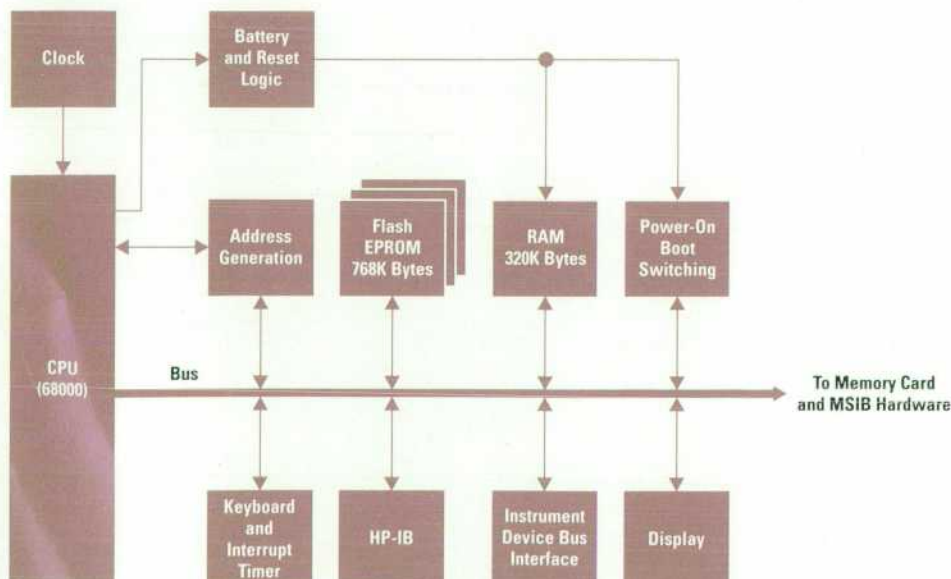 Clock
Battery
and Reset
Logic
Address
Generation
Flash
EPROM
768K Bytes
RAM
320K Bytes
Power-On
Boot
Switching
CPU
(68000)
Bus
To Memory Card
and MSIB Hardware
Keyboard
and
Interrupt
Timer
HP-IB
Instrument
Device Bus
Interface
Display